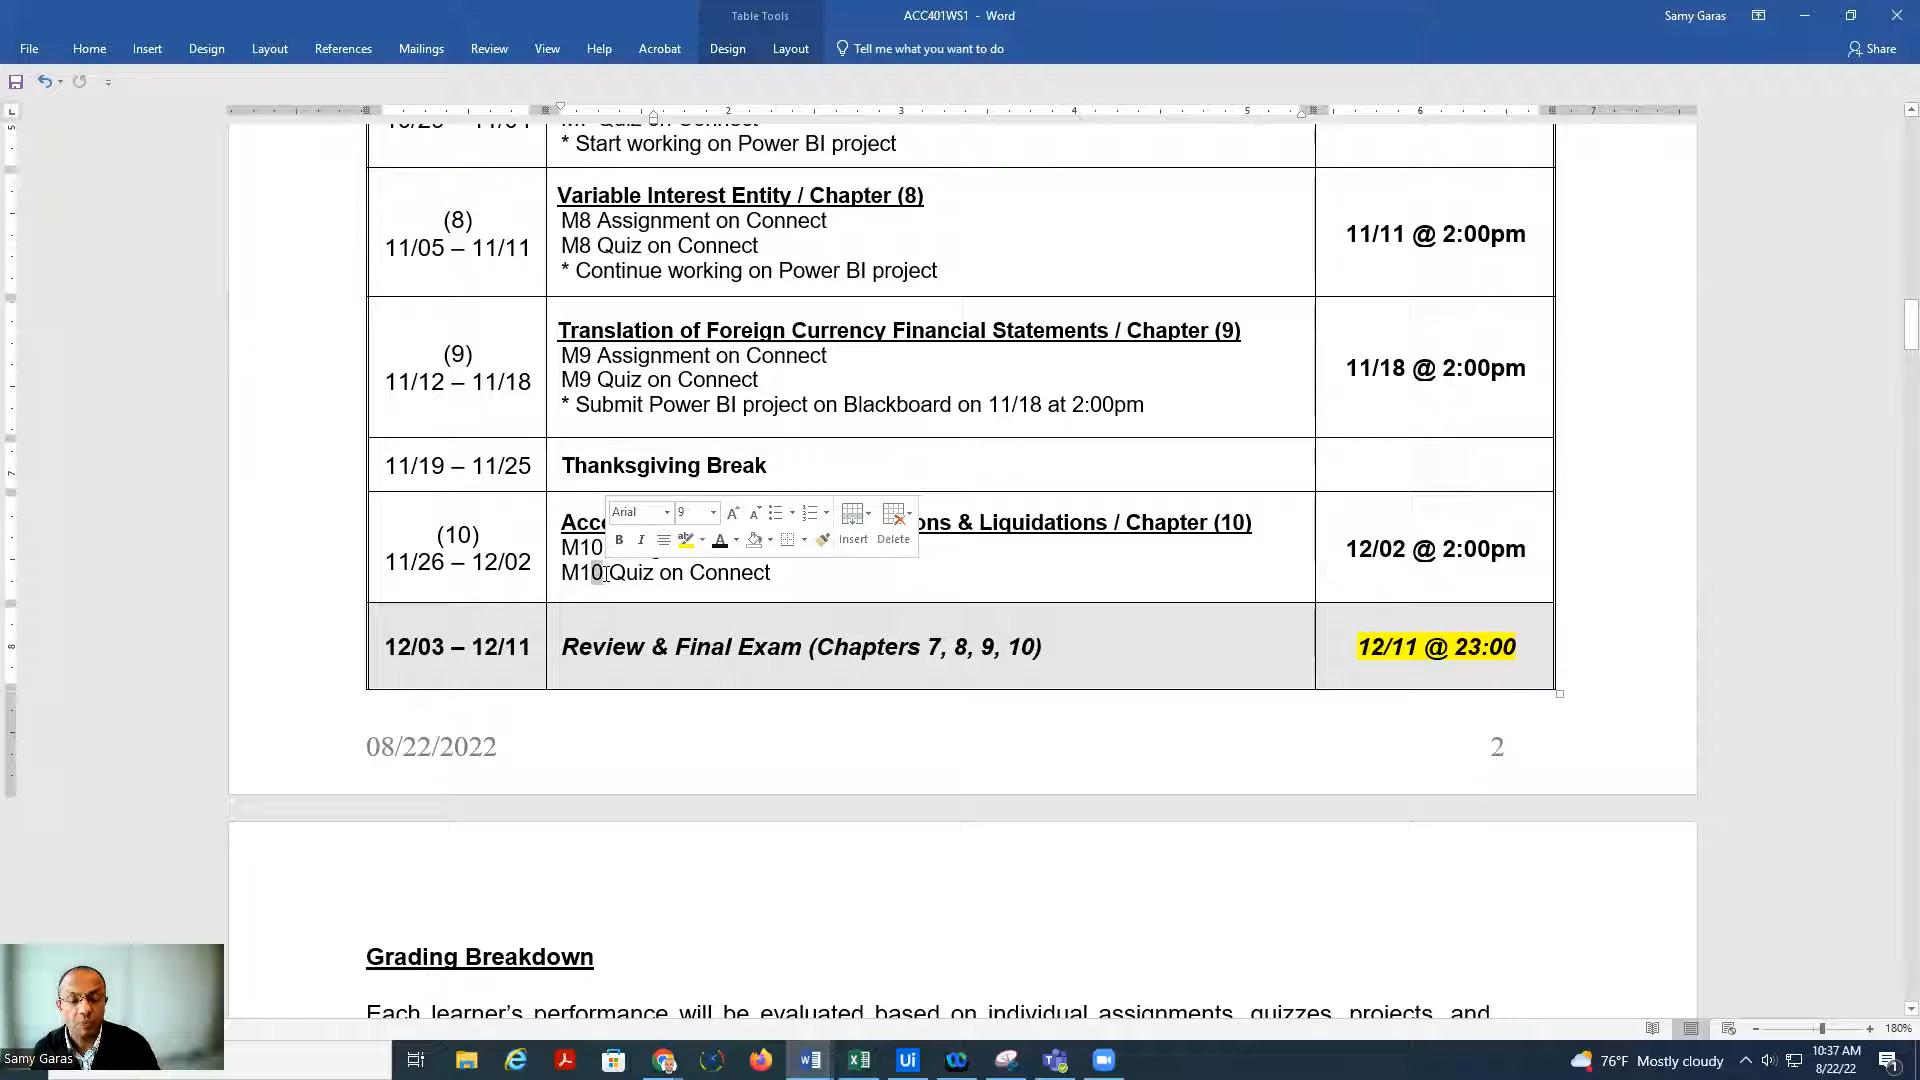 Table Tools
ACC401WS1 - Word
Samy Garas
File Home Insert Design Layout References Mailings Review View Help Acrobat Design Layout Tell me what you want to do Share
* Start working on Power BI project
(8)
11/05 – 11/11
Variable Interest Entity / Chapter (8)
M8 Assignment on Connect
M8 Quiz on Connect
* Continue working on Power BI project
11/11 @ 2:00pm
(9)
11/12 – 11/18
Translation of Foreign Currency Financial Statements / Chapter (9)
M9 Assignment on Connect
M9 Quiz on Connect
* Submit Power BI project on Blackboard on 11/18 at 2:00pm
11/18 @ 2:00pm
11/19 – 11/25
Thanksgiving Break
Arial 9
Insert Delete
(10)
11/26 – 12/02
ons & Liquidations / Chapter (10)
M10
M10 Quiz on Connect
12/02 @ 2:00pm
12/03 – 12/11
Review & Final Exam (Chapters 7, 8, 9, 10)
12/11 @ 23:00
08/22/2022 2
Grading Breakdown
Each learner's performance will be evaluated based on individual assignments, quizzes, projects, and
Samy Garas
180%
76°F Mostly cloudy
10:37 AM
8/22/22